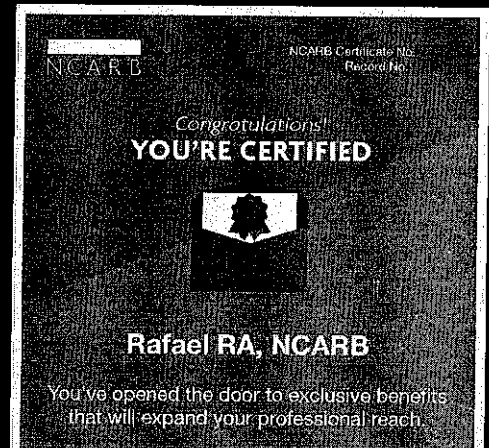 NCARB
NCARB Certificate No.
Record No.
Congratulations!
YOU'RE CERTIFIED
Rafael RA, NCARB
You've opened the door to exclusive benefits
that will expand your professional reach.